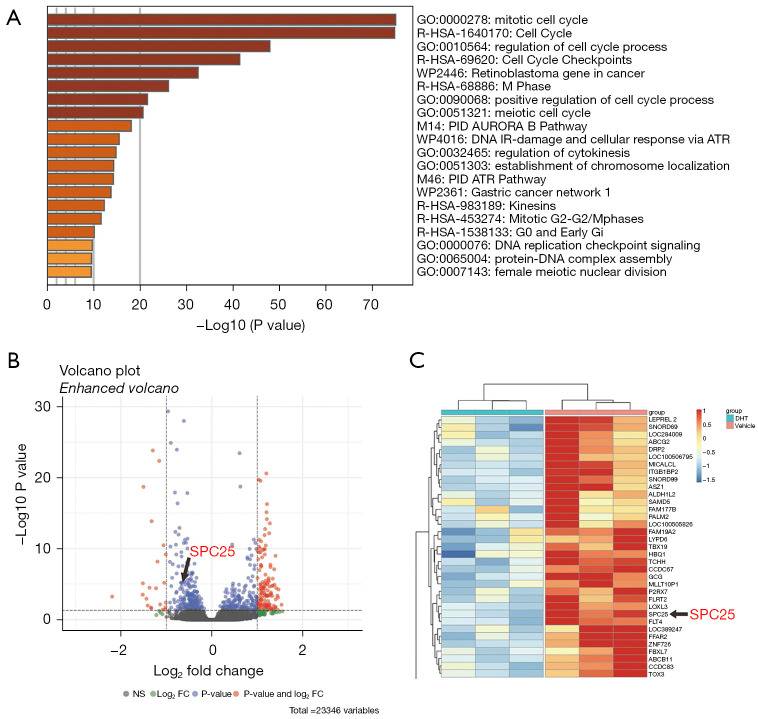 A
GO:0000278: mitotic cell cycle
R-HSA-1640170: Cell Cycle
GO:0010564: regulation of cell cycle process
R-HSA-69620: Cell Cycle Checkpoints
WP2446: Retinoblastoma gene in cancer
R-HSA-68886: M Phase
GO:0090068: positive regulation of cell cycle process
GO:0051321: meiotic cell cycle
M14: PID AURORA B Pathway
WP4016: DNA IR-damage and cellular response via ATR
GO:0032465: regulation of cytokinesis
GO:0051303: establishment of chromosome localization
M46: PID ATR Pathway
WP2361: Gastric cancer network 1
R-HSA-983189: Kinesins
R-HSA-453274: Mitotic G2-G2/Mphases
R-HSA-1538133: G0 and Early Gi
GO:0000076: DNA replication checkpoint signaling
GO:0065004: protein-DNA complex assembly
GO:0007143: female meiotic nuclear division
0 10 20 30 40 50 60 70
−Log10 (P value)
B
Volcano plot
Enhanced volcano
30
20
10
0
−Log10 P value
SPC25
−2 0 2
Log₂ fold change
NS Log₂ FC P-value P-value and log₂ FC
Total =23346 variables
C
group
LEPREL 2
SNORD69
LOC284009
ABCG2
DRP2
LOC100506795
MICALCL
ITGB1BP2
SNORD99
ASZ1
ALDH1L2
SAMD5
FAM177B
PALM2
LOC100505926
FAM19A2
LYPD6
TBX19
HBQ1
TCHH
CCDC67
GCG
MLLT10P1
P2RX7
FLRT2
LOXL3
SPC25
FLT4
LOC389247
FFAR2
ZNF726
FBXL7
ABCB11
CCDC83
TOX3
SPC25
1
0.5
0
−0.5
−1
−1.5
group
DHT
Vehicle